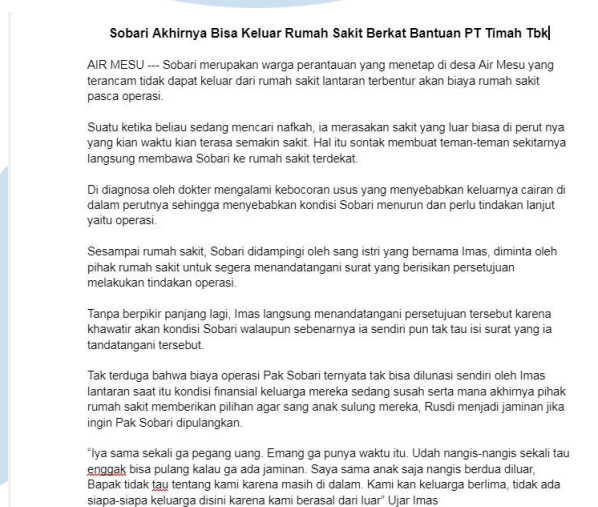 Sobari Akhirnya Bisa Keluar Rumah Sakit Berkat Bantuan PT Timah Tbk
AIR MESU --- Sobari merupakan warga perantauan yang menetap di desa Air Mesu yang
terancam tidak dapat keluar dari rumah sakit lantaran terbentur akan biaya rumah sakit
pasca operasi.
Suatu ketika beliau sedang mencari nafkah, ia merasakan sakit yang luar biasa di perut nya
yang kian waktu kian terasa semakin sakit. Hal itu sontak membuat teman-teman sekitarnya
langsung membawa Sobari ke rumah sakit terdekat.
Di diagnosa oleh dokter mengalami kebocoran usus yang menyebabkan keluarnya cairan di
dalam perutnya sehingga menyebabkan kondisi Sobari menurun dan perlu tindakan lanjut
yaitu operasi.
Sesampai rumah sakit, Sobari didampingi oleh sang istri yang bernama Imas, diminta oleh
pihak rumah sakit untuk segera menandatangani surat yang berisikan persetujuan
melakukan tindakan operasi.
Tanpa berpikir panjang lagi, Imas langsung menandatangani persetujuan tersebut karena
khawatir akan kondisi Sobari walaupun sebenarnya ia sendiri pun tak tau isi surat yang ia
tandatangani tersebut.
Tak terduga bahwa biaya operasi Pak Sobari ternyata tak bisa dilunasi sendiri oleh Imas
lantaran saat itu kondisi finansial keluarga mereka sedang susah serta mana akhirnya pihak
rumah sakit memberikan pilihan agar sang anak sulung mereka, Rusdi menjadi jaminan jika
ingin Pak Sobari dipulangkan.
“Iya sama sekali ga pegang uang. Emang ga punya waktu itu. Udah nangis-nangis sekali tau
enggak bisa pulang kalau ga ada jaminan. Saya sama anak saja nangis berdua diluar,
Bapak tidak tau tentang kami karena masih di dalam. Kami kan keluarga berlima, tidak ada
siapa-siapa keluarga disini karena kami berasal dari luar” Ujar Imas